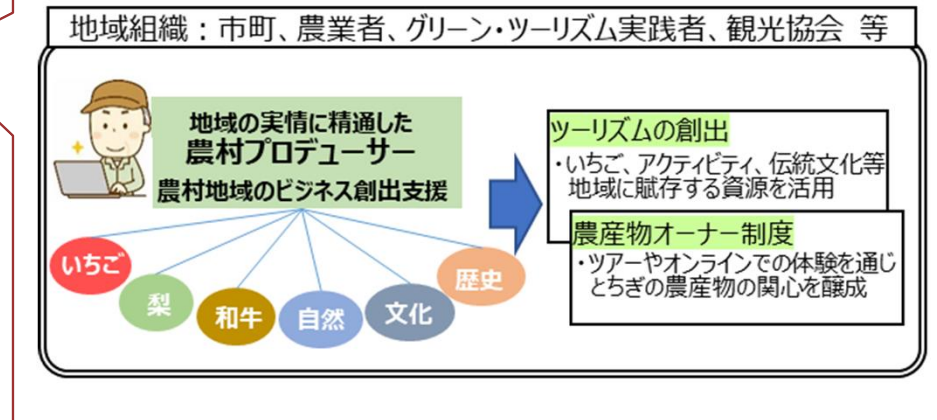 地域組織：市町、農業者、グリーン・ツーリズム実践者、観光協会 等
地域の実情に精通した
農村プロデューサー
農村地域のビジネス創出支援
いちご
梨
和牛
自然
文化
歴史
ツーリズムの創出
・いちご、アクティビティ、伝統文化等
地域に賦存する資源を活用
農産物オーナー制度
・ツアーやオンラインでの体験を通じ
とちぎの農産物の関心を醸成